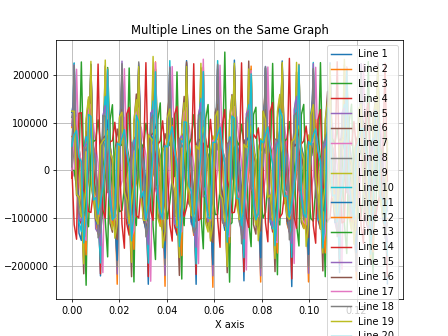 Multiple Lines on the Same Graph
200000
100000
0
−100000
−200000
0.00
0.02
0.04
0.06
0.08
0.10
X axis
Line 1
Line 2
Line 3
Line 4
Line 5
Line 6
Line 7
Line 8
Line 9
Line 10
Line 11
Line 12
Line 13
Line 14
Line 15
Line 16
Line 17
Line 18
Line 19